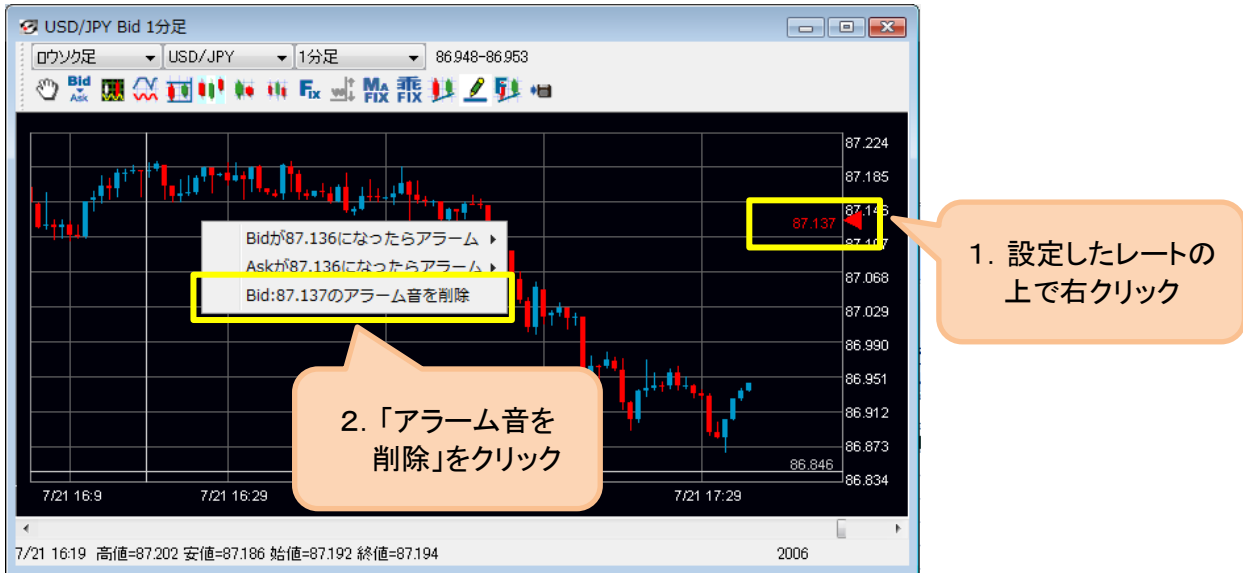 USD/JPY Bid 1分足
ロウソク足 USD/JPY 1分足 86.948-86.953
Bid
Ask
Fix
MA
FIX
乖
FIX
87.224
87.185
87.146
87.137
87.107
Bidが87.136になったらアラーム
Askが87.136になったらアラーム
87.068
Bid:87.137のアラーム音を削除
87.029
86.990
86.951
86.912
86.873
86.846
86.834
7/21 16:9 7/21 16:29 7/21 17:29
7/21 16:19 高値=87.202 安値=87.186 始値=87.192 終値=87.194 2006
1．設定したレートの
上で右クリック
2．「アラーム音を
削除」をクリック